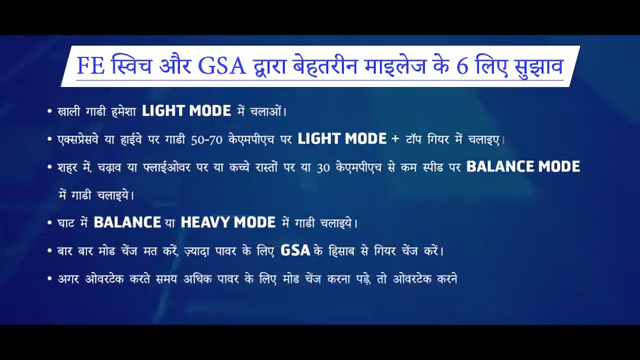 FE स्विच और GSA द्वारा बेहतरीन माइलेज के 6 लिए सुझाव
• खाली गाडी हमेशा LIGHT MODE में चलाओं।
• एक्सप्रेसवे या हाईवे पर गाडी 50-70 केएमपीएच पर LIGHT MODE + टॉप गियर में चलाइए।
• शहर में, चढ़ाव या फ्लाईओवर पर या कच्चे रास्तों पर या 30 केएमपीएच से कम स्पीड पर BALANCE MODE
में गाडी चलाइये।
• घाट में BALANCE या HEAVY MODE में गाडी चलाइये।
• बार बार मोड चेंज मत करें, ज़्यादा पावर के लिए GSA के हिसाब से गियर चेंज करें।
• अगर ओवरटेक करते समय अधिक पावर के लिए मोड चेंज करना पड़े, तो ओवरटेक करने